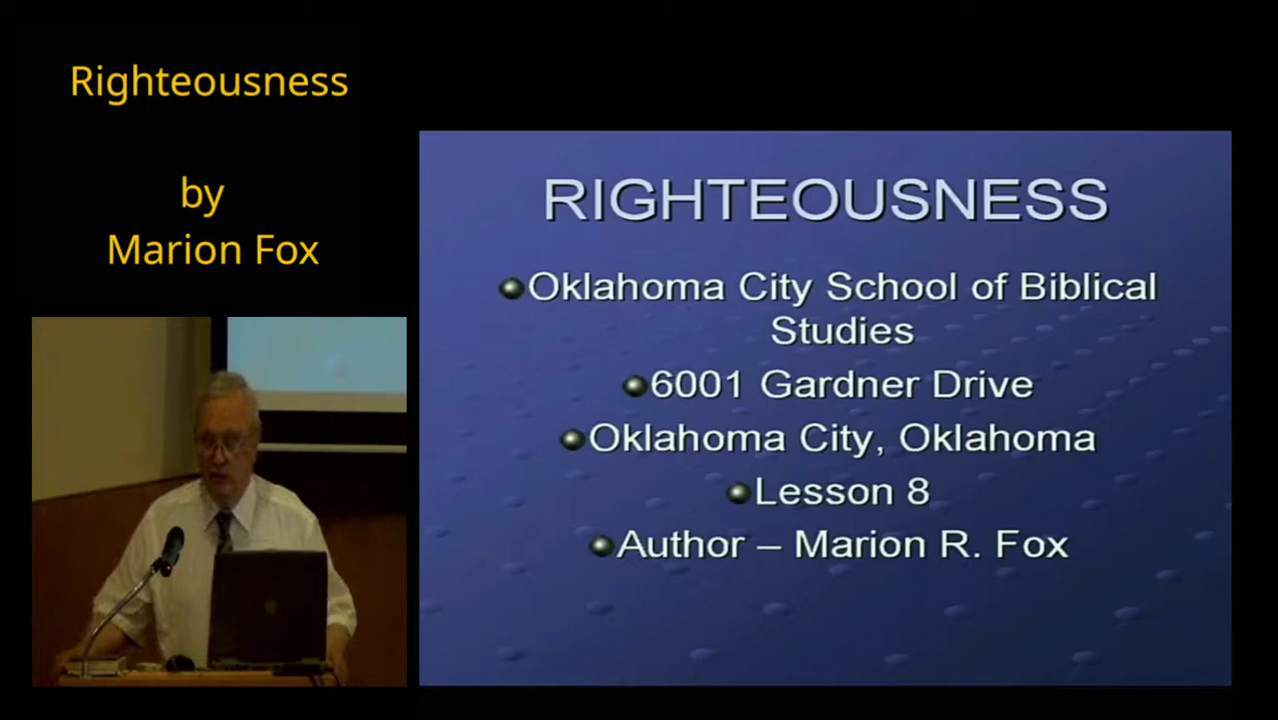 Righteousness
by
Marion Fox
RIGHTEOUSNESS
Oklahoma City School of Biblical
Studies
6001 Gardner Drive
Oklahoma City, Oklahoma
Lesson 8
Author – Marion R. Fox